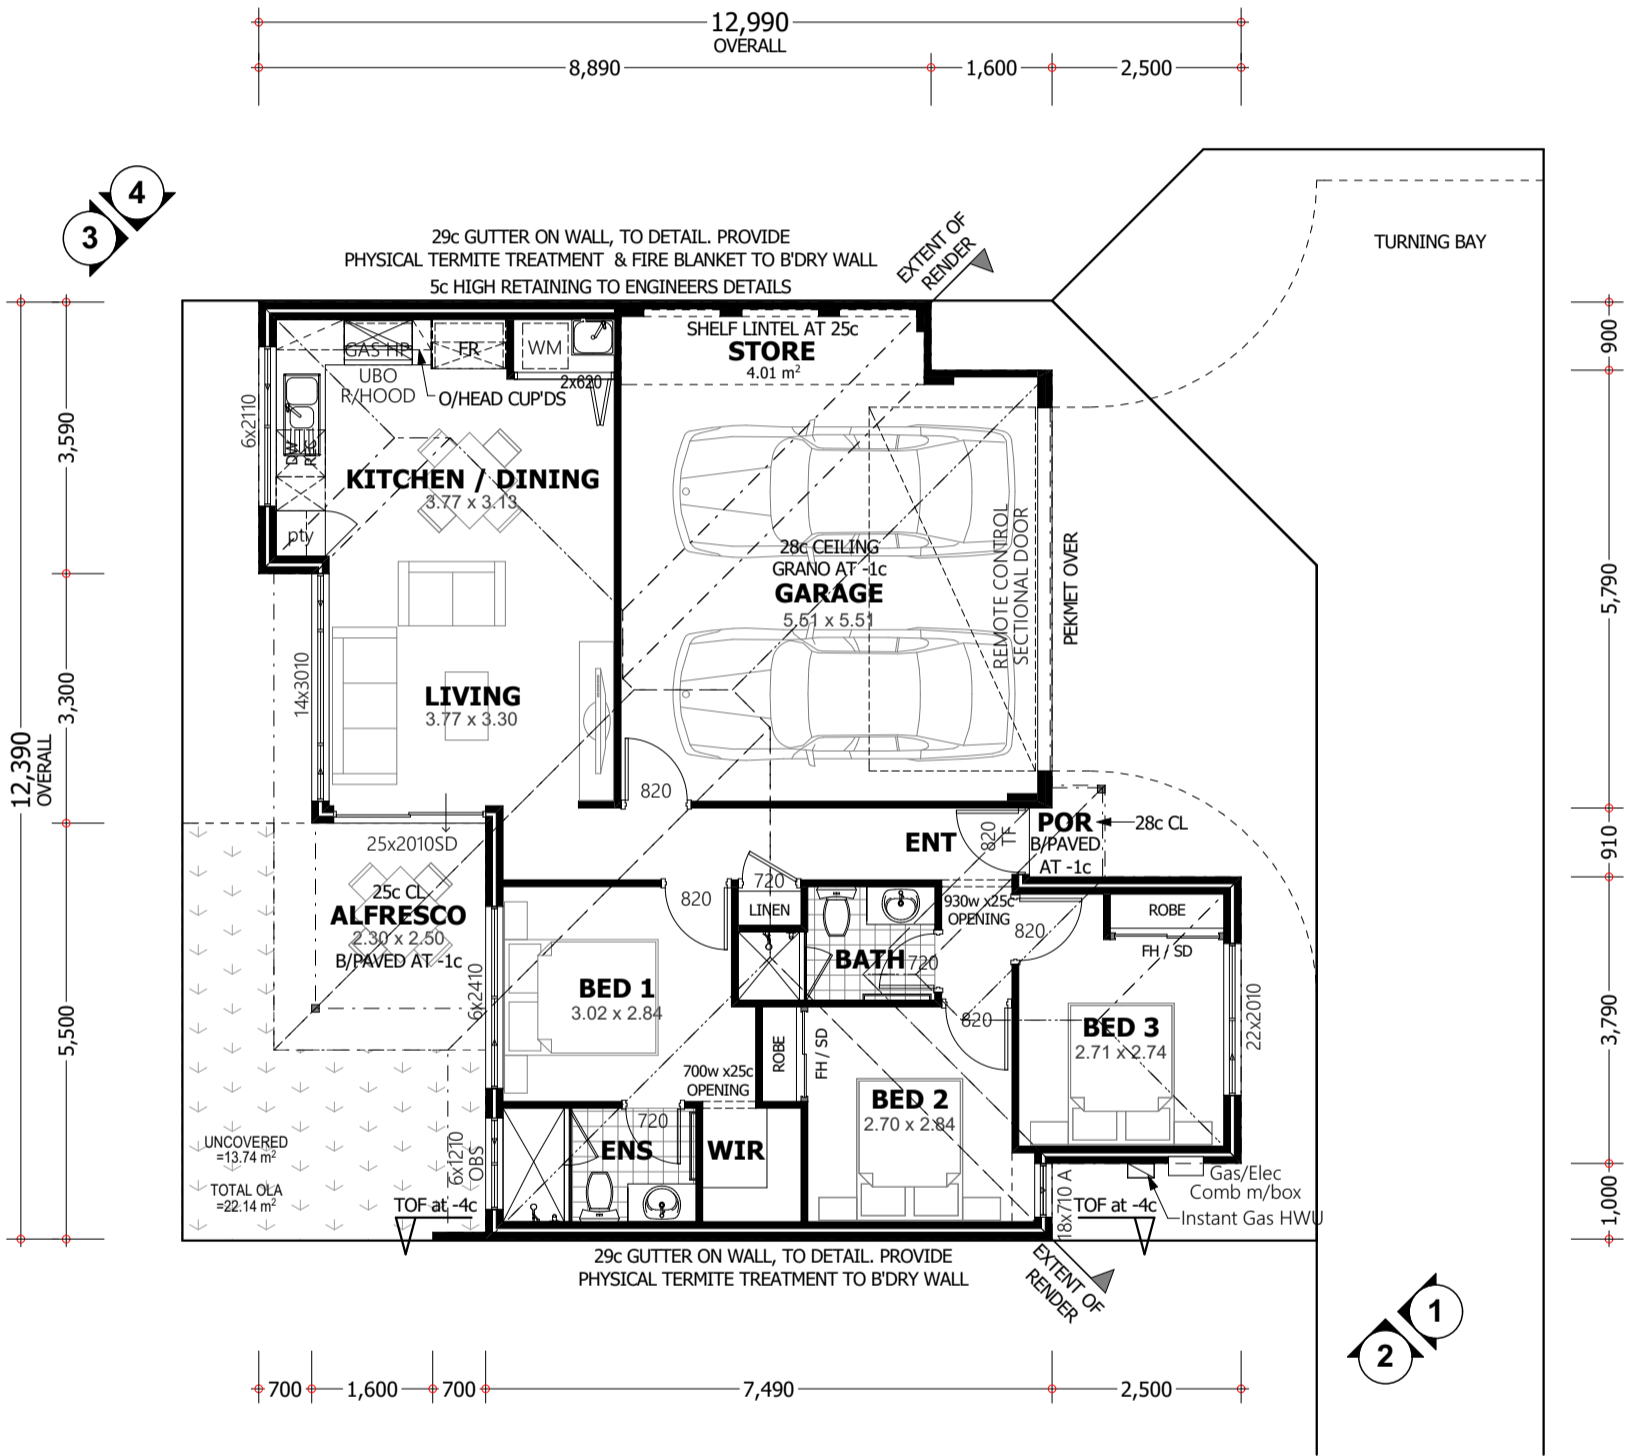 12,990
OVERALL
8,890
1,600
2,500
4
3
29c GUTTER ON WALL, TO DETAIL. PROVIDE
PHYSICAL TERMITE TREATMENT & FIRE BLANKET TO B'DRY WALL
5c HIGH RETAINING TO ENGINEERS DETAILS
EXTENT OF
RENDER
TURNING BAY
12,390
OVERALL
3,590
3,300
5,500
900
5,790
910
3,790
1,000
SHELF LINTEL AT 25c
STORE
4.01 m²
GAS HP
FR
WM
UBO
R/HOOD
O/HEAD CUP'DS
2x620
6x2110
DW
REC
KITCHEN / DINING
3.77 x 3.13
pty
28c CEILING
GRANO AT -1c
GARAGE
5.51 x 5.51
REMOTE CONTROL
SECTIONAL DOOR
PEKMET OVER
14x3010
LIVING
3.77 x 3.30
820
25x2010SD
ENT
820
TF
POR
B/PAVED
AT -1c
28c CL
25c CL
ALFRESCO
2.30 x 2.50
B/PAVED AT -1c
820
720
LINEN
930w x25c
OPENING
820
ROBE
FH / SD
BATH
720
6x2410
BED 1
3.02 x 2.84
820
BED 3
2.71 x 2.74
22x2010
ROBE
FH / SD
700w x25c
OPENING
BED 2
2.70 x 2.84
720
ENS
WIR
6x1210
OBS
UNCOVERED
=13.74 m²
TOTAL OLA
=22.14 m²
TOF at -4c
18x710 A
TOF at -4c
Gas/Elec
Comb m/box
Instant Gas HWU
29c GUTTER ON WALL, TO DETAIL. PROVIDE
PHYSICAL TERMITE TREATMENT TO B'DRY WALL
EXTENT OF
RENDER
1
2
700
1,600
700
7,490
2,500